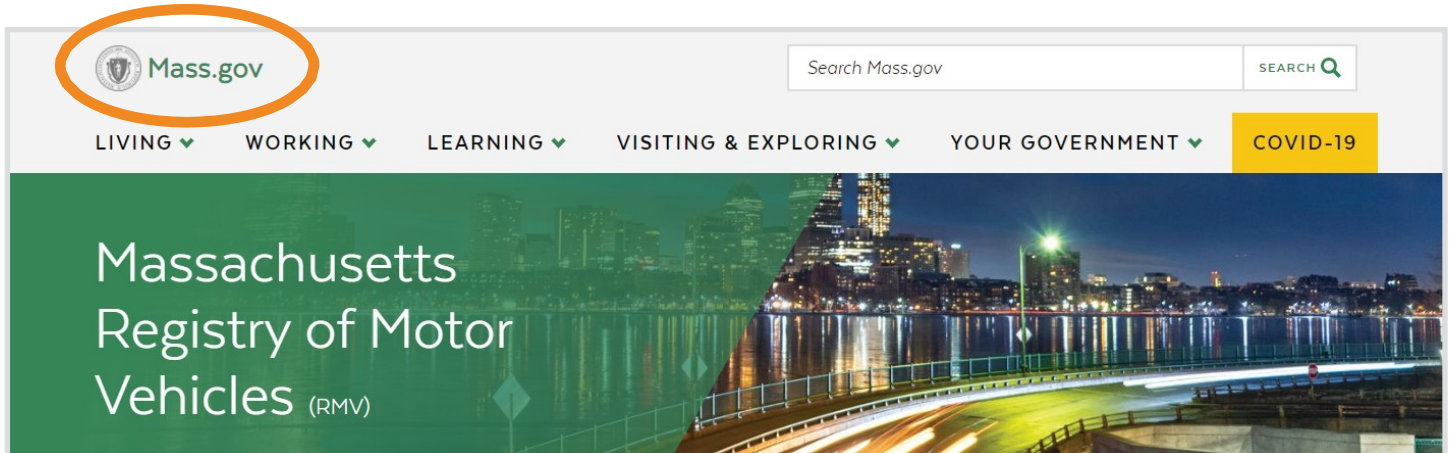 Mass.gov
Search Mass.gov
SEARCH
LIVING WORKING LEARNING VISITING & EXPLORING YOUR GOVERNMENT COVID-19
Massachusetts
Registry of Motor
Vehicles (RMV)